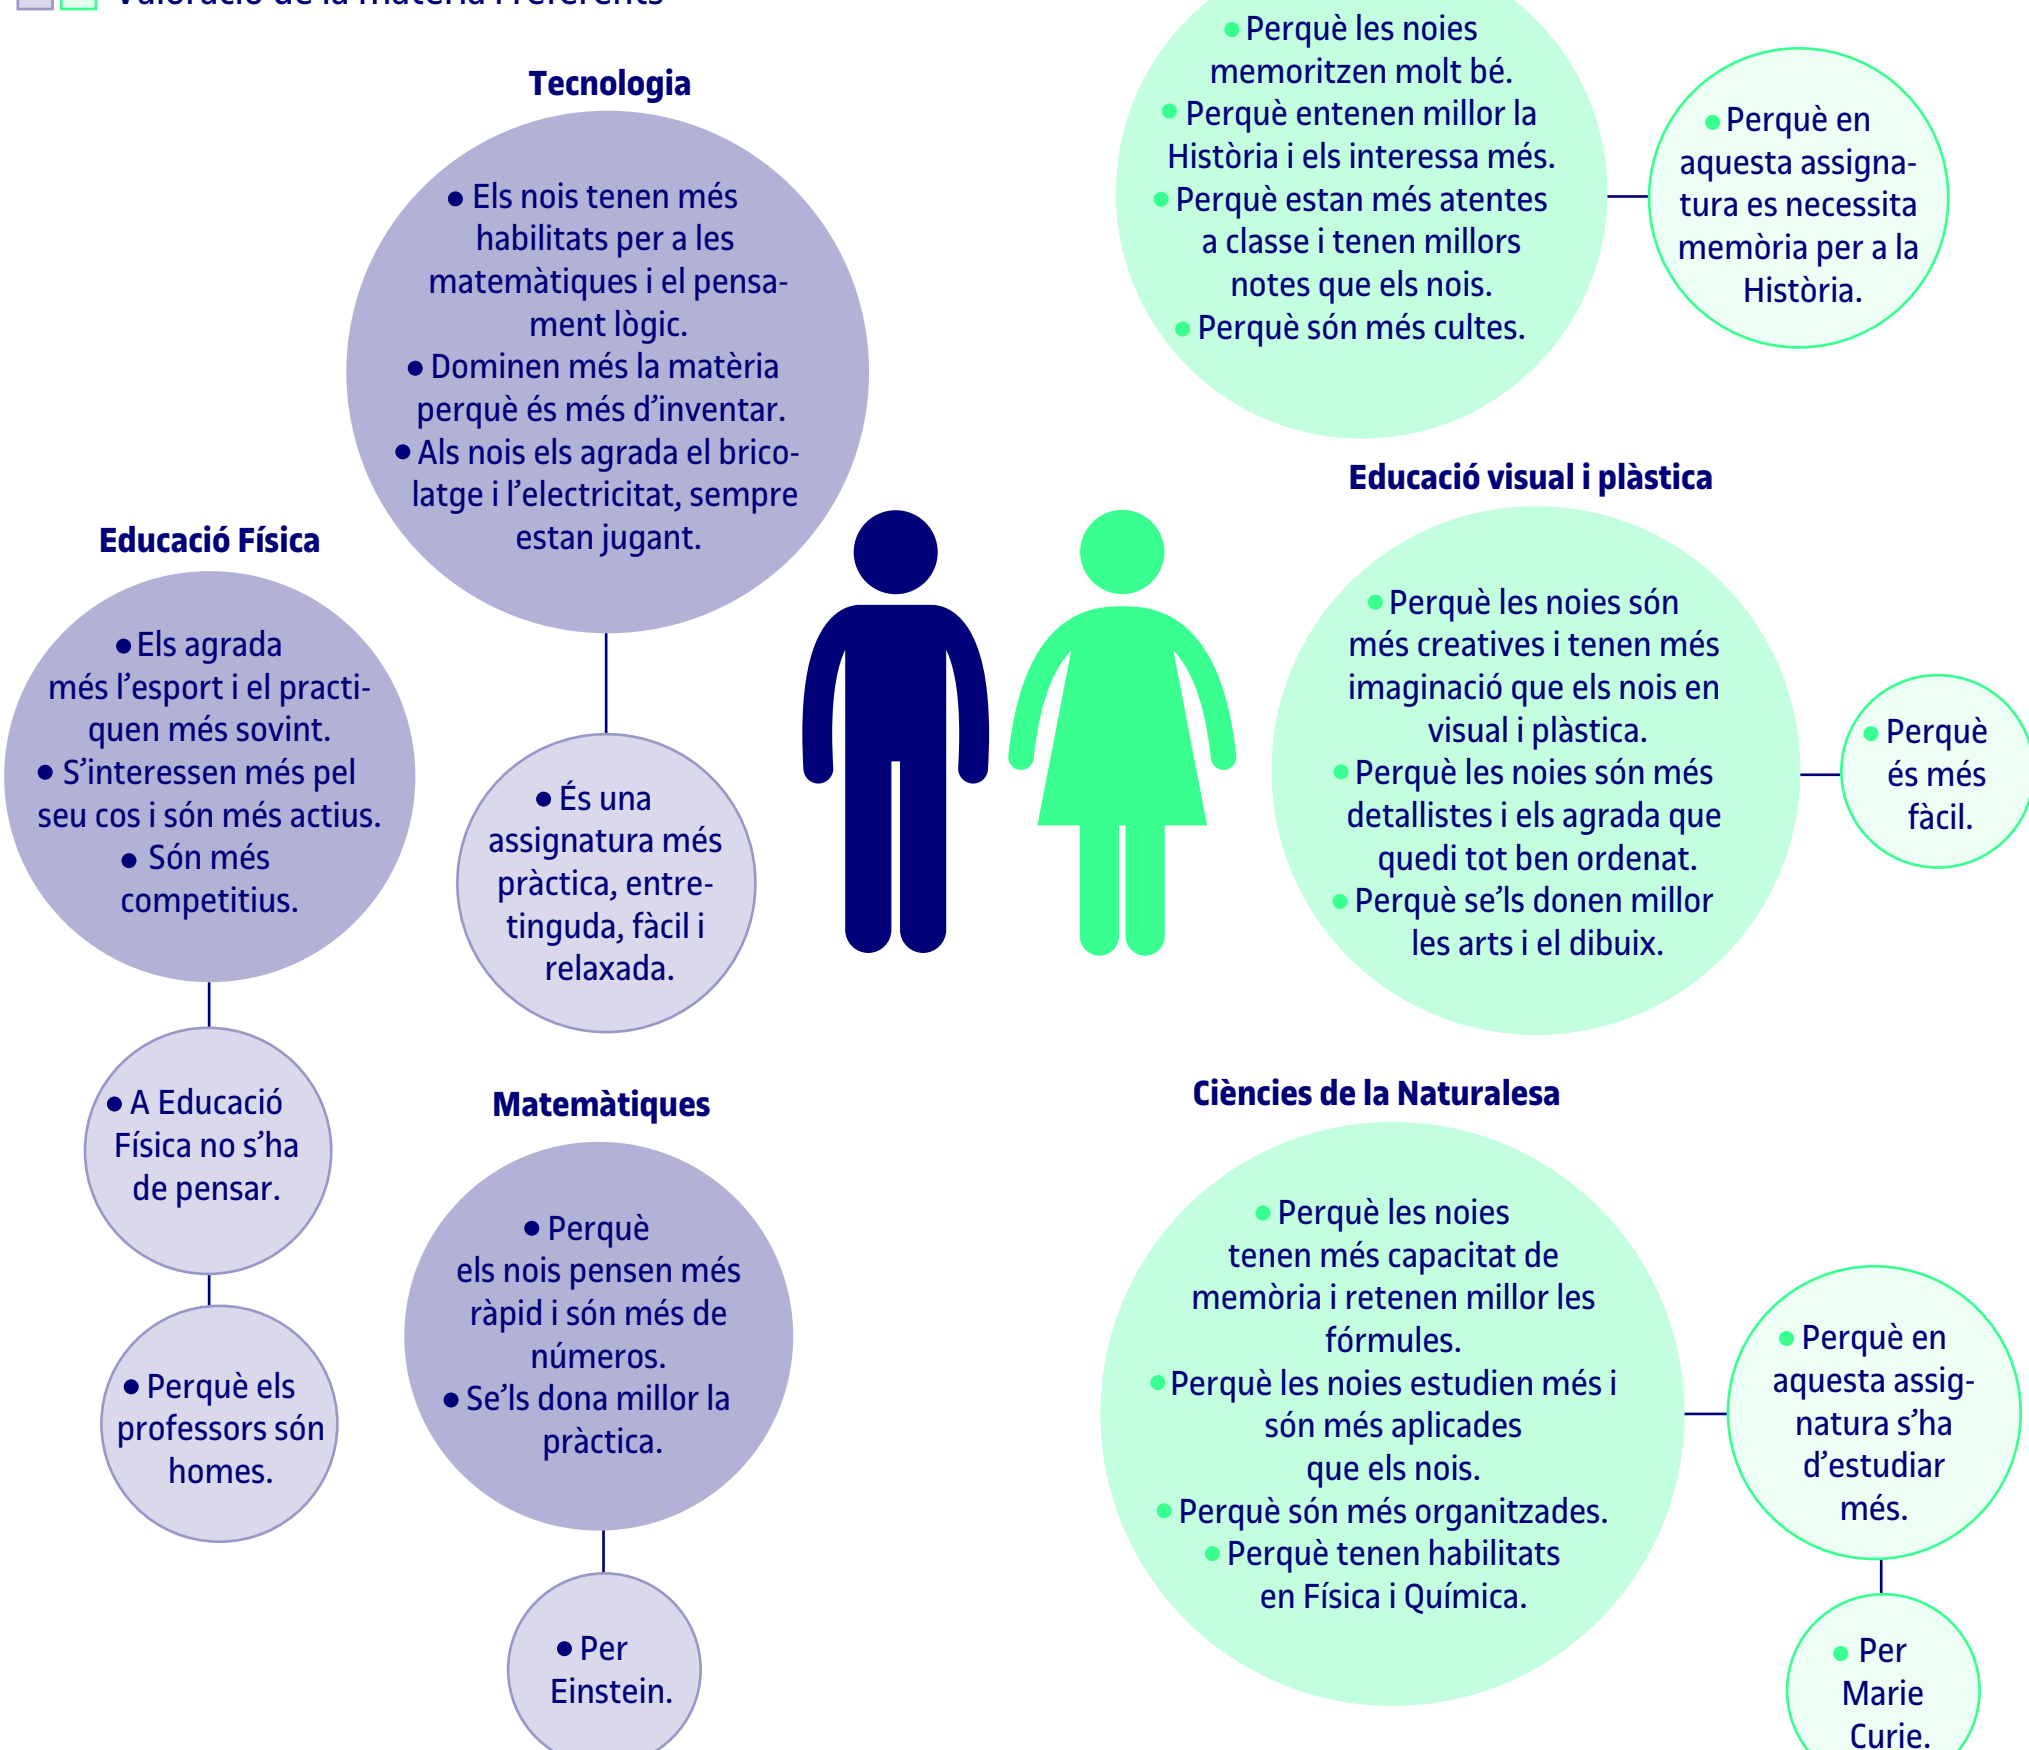 Valoració de la matèria i referents
Tecnologia
● Els nois tenen més
habilitats per a les
matemàtiques i el pensa-
ment lògic.
● Dominen més la matèria
perquè és més d’inventar.
● Als nois els agrada el brico-
latge i l’electricitat, sempre
estan jugant.
● És una
assignatura més
pràctica, entre-
tinguda, fàcil i
relaxada.
Educació Física
● Els agrada
més l’esport i el practi-
quen més sovint.
● S’interessen més pel
seu cos i són més actius.
● Són més
competitius.
● A Educació
Física no s’ha
de pensar.
● Perquè els
professors són
homes.
Matemàtiques
● Perquè
els nois pensen més
ràpid i són més de
números.
● Se’ls dona millor la
pràctica.
● Per
Einstein.
● Perquè les noies
memoritzen molt bé.
● Perquè entenen millor la
Història i els interessa més.
● Perquè estan més atentes
a classe i tenen millors
notes que els nois.
● Perquè són més cultes.
● Perquè en
aquesta assigna-
tura es necessita
memòria per a la
Història.
Educació visual i plàstica
● Perquè les noies són
més creatives i tenen més
imaginació que els nois en
visual i plàstica.
● Perquè les noies són més
detallistes i els agrada que
quedi tot ben ordenat.
● Perquè se’ls donen millor
les arts i el dibuix.
● Perquè
és més
fàcil.
Ciències de la Naturalesa
● Perquè les noies
tenen més capacitat de
memòria i retenen millor les
fórmules.
● Perquè les noies estudien més i
són més aplicades
que els nois.
● Perquè són més organitzades.
● Perquè tenen habilitats
en Física i Química.
● Perquè en
aquesta assig-
natura s’ha
d’estudiar
més.
● Per
Marie
Curie.